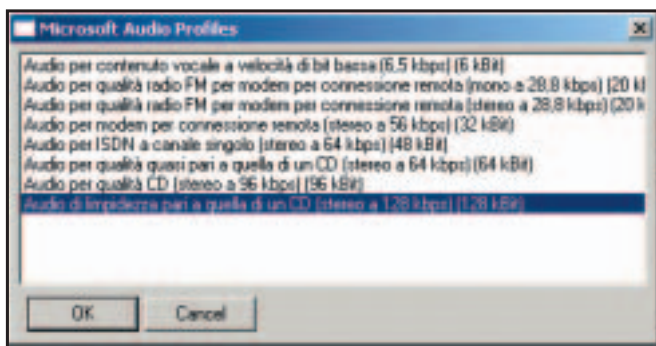 Microsoft Audio Profiles
Audio per contenuto vocale a velocità di bit bassa (6,5 kbps) (6 kBit)
Audio per qualità radio FM per modem per connessione remota (mono a 28,8 kbps) (20 k
Audio per qualità radio FM per modem per connessione remota (stereo a 28,8 kbps) (20 k
Audio per modem per connessione remota (stereo a 56 kbps) (32 kBit)
Audio per ISDN a canale singolo (stereo a 64 kbps) (48 kBit)
Audio per qualità quasi pari a quella di un CD (stereo a 64 kbps) (64 kBit)
Audio per qualità CD (stereo a 96 kbps) (96 kBit)
Audio di limpidezza pari a quella di un CD (stereo a 128 kbps) (128 kBit)
OK
Cancel